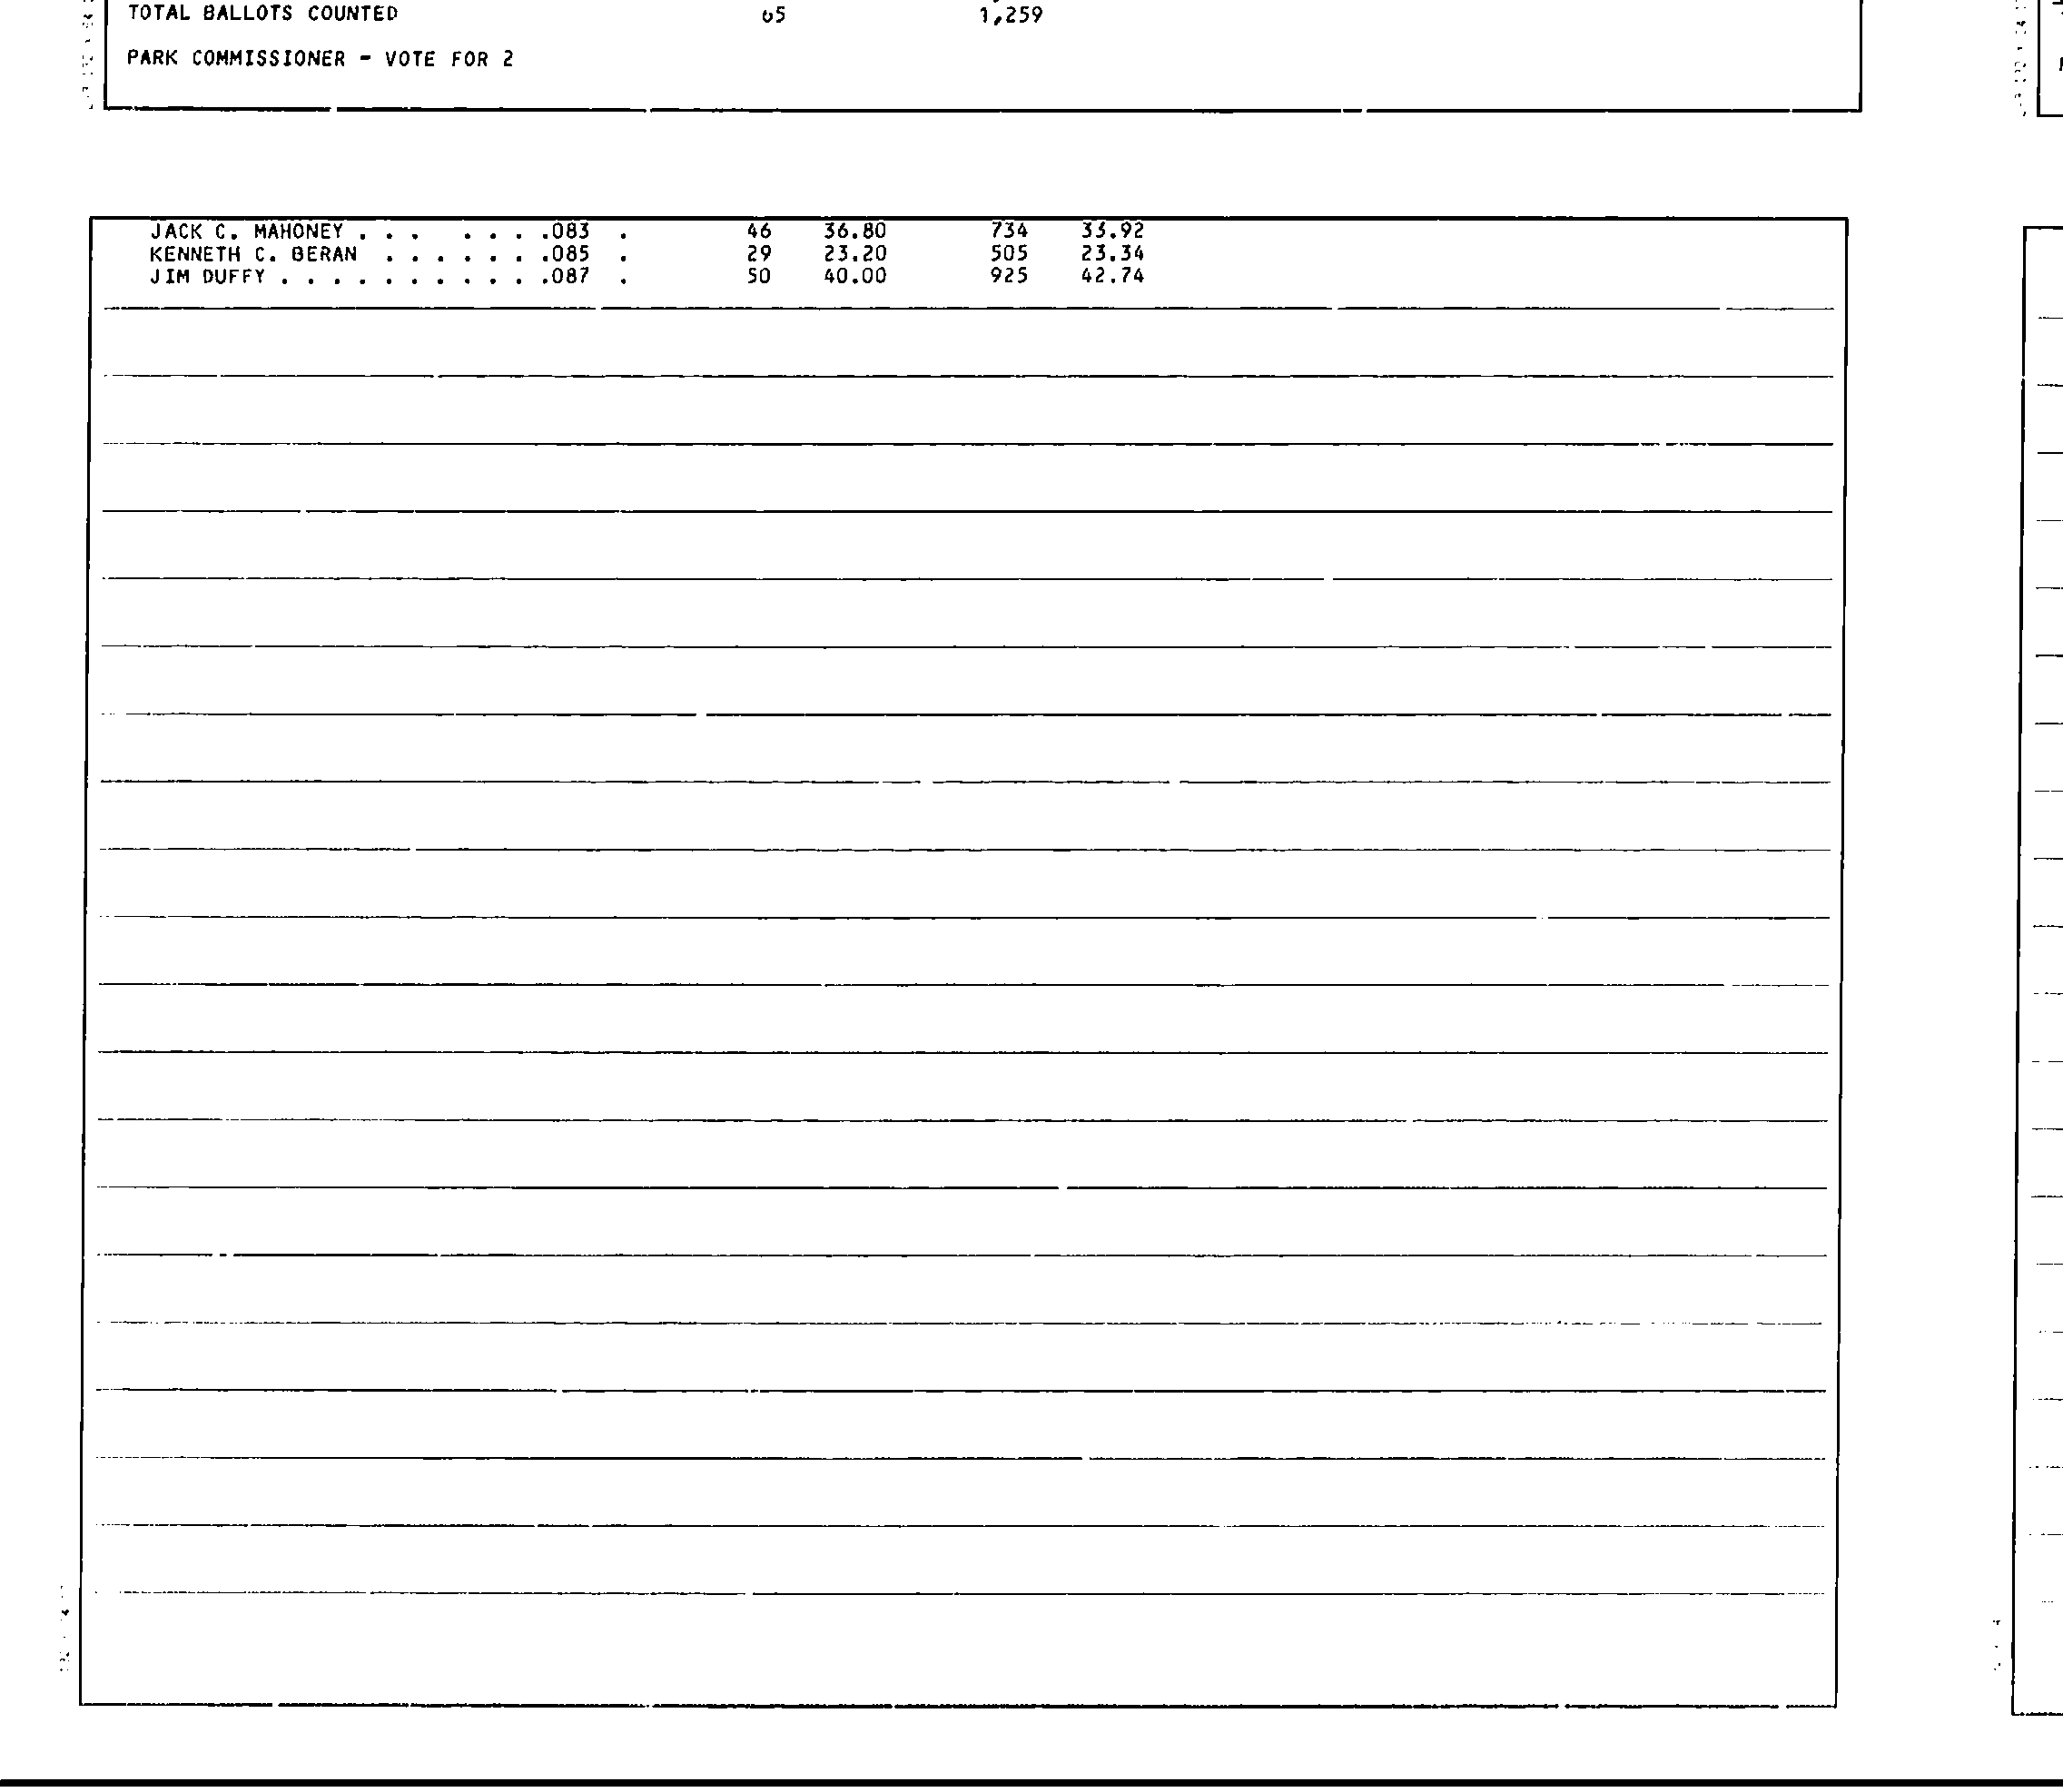 TOTAL BALLOTS COUNTED 65 1,259
PARK COMMISSIONER - VOTE FOR 2
JACK C. MAHONEY . . . . . . .083 . 46 36.80 734 33.92
KENNETH C. BERAN . . . . . . .085 . 29 23.20 505 23.34
JIM DUFFY . . . . . . . . . . .087 . 50 40.00 925 42.74